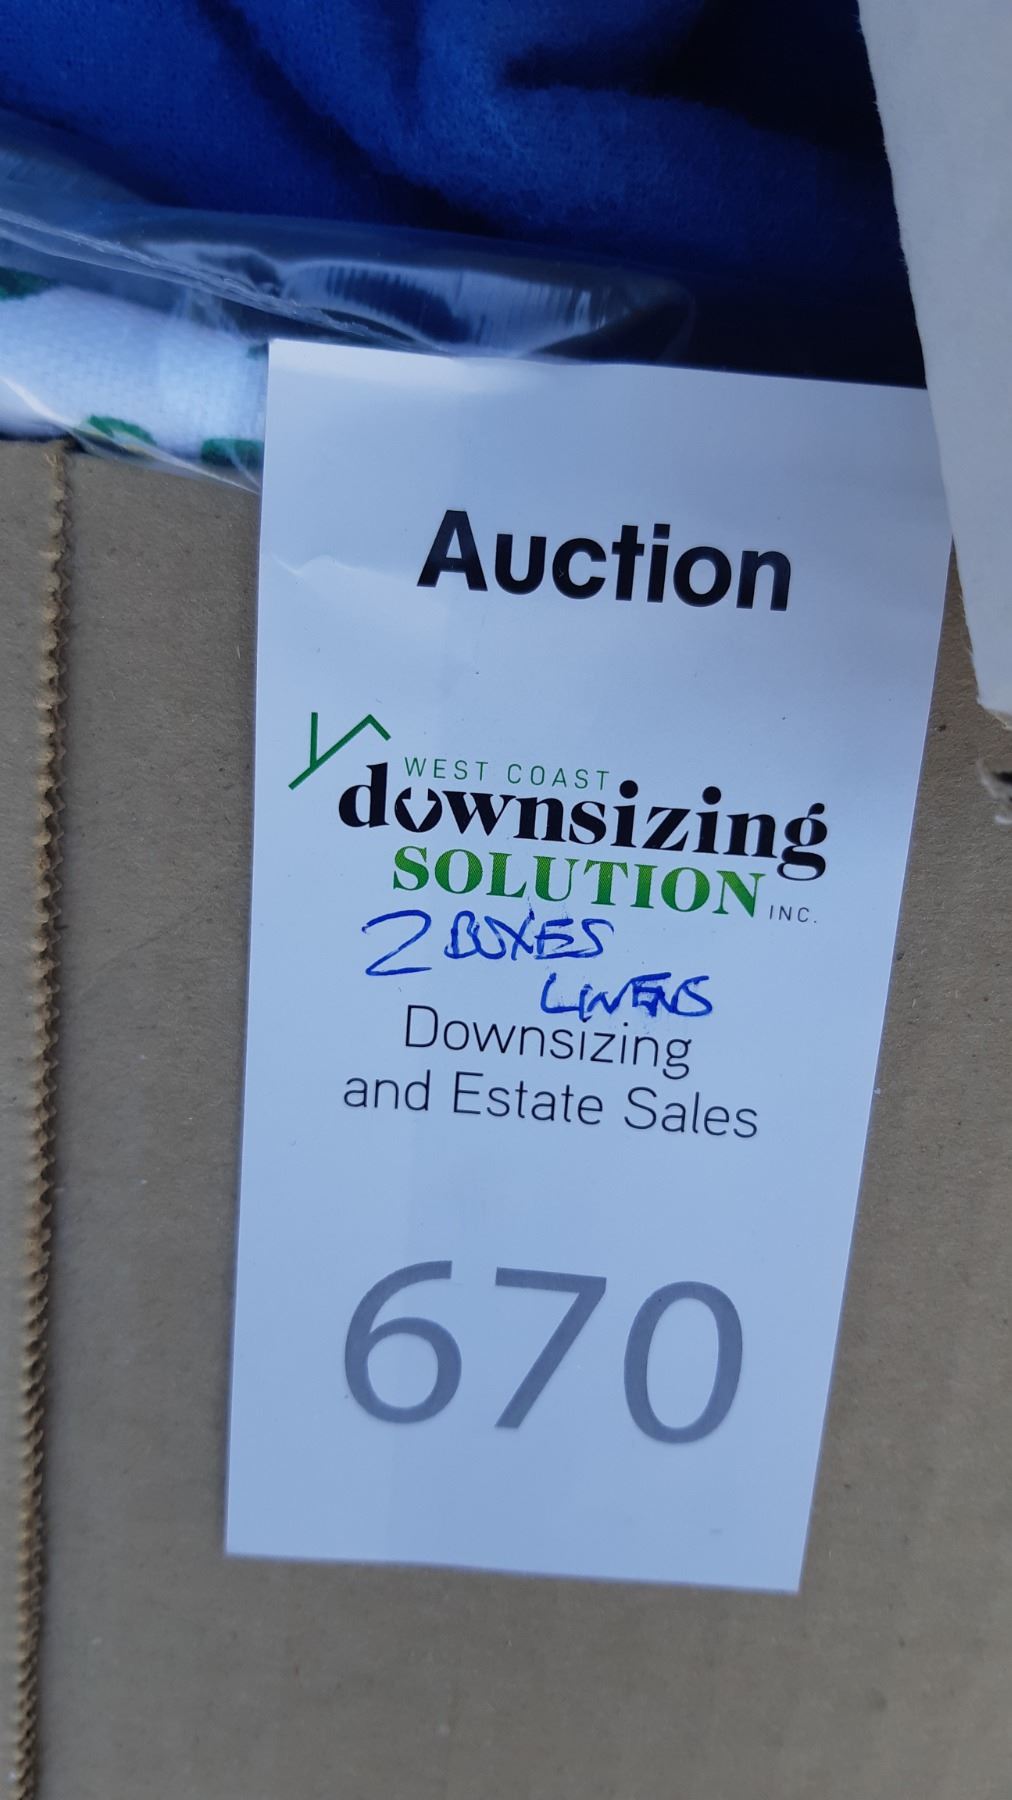 Auction
WEST COAST
downsizing
SOLUTION INC.
2 BOXES
LINENS
Downsizing
and Estate Sales
670